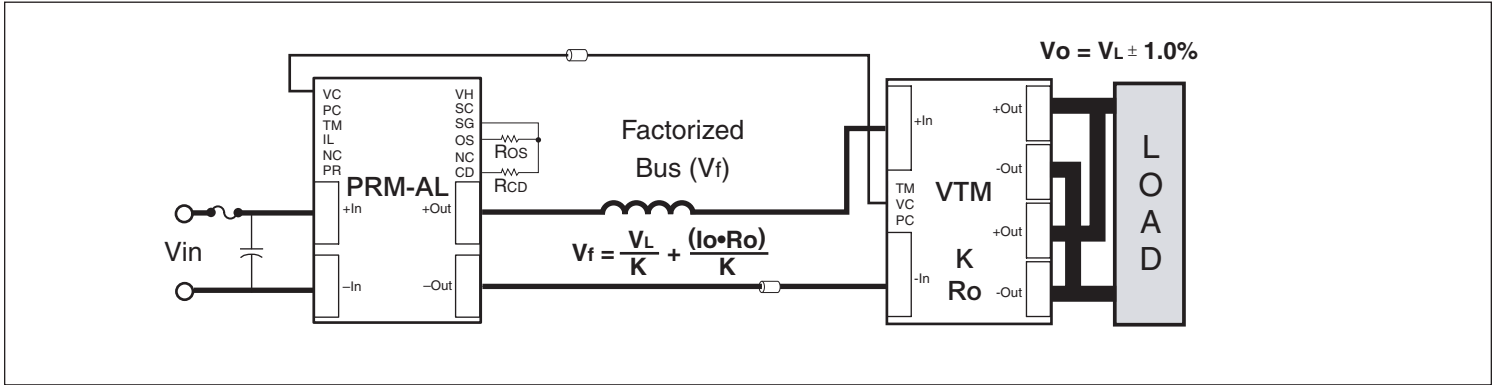 Vo = VL ± 1.0%
VC
PC
TM
IL
NC
PR
VH
SC
SG
OS
NC
CD
ROS
RCD
PRM-AL
+In
–In
+Out
–Out
Vin
Factorized
Bus (Vf)
Vf = VL/K + (Io•Ro)/K
+In
TM
VC
PC
-In
VTM
K
Ro
+Out
-Out
+Out
-Out
LOAD